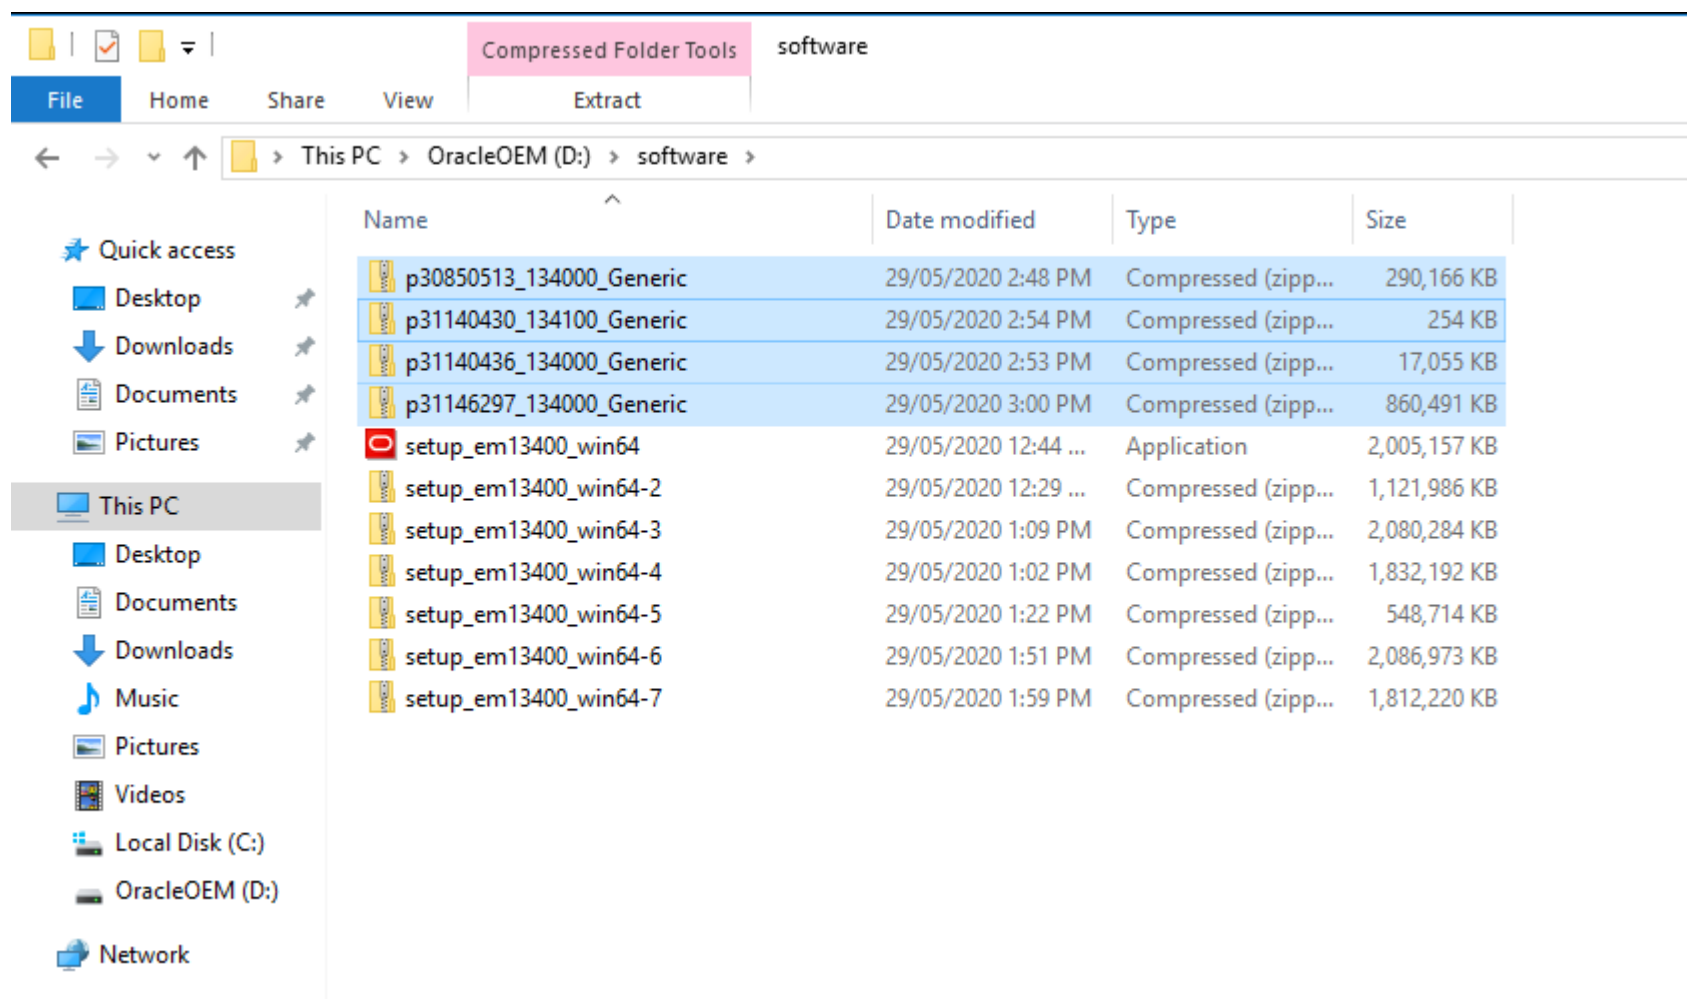 Compressed Folder Tools software
File Home Share View Extract
This PC > OracleOEM (D:) > software >
Name Date modified Type Size
Quick access
Desktop
Downloads
Documents
Pictures
This PC
Desktop
Documents
Downloads
Music
Pictures
Videos
Local Disk (C:)
OracleOEM (D:)
Network
p30850513_134000_Generic 29/05/2020 2:48 PM Compressed (zipp... 290,166 KB
p31140430_134100_Generic 29/05/2020 2:54 PM Compressed (zipp... 254 KB
p31140436_134000_Generic 29/05/2020 2:53 PM Compressed (zipp... 17,055 KB
p31146297_134000_Generic 29/05/2020 3:00 PM Compressed (zipp... 860,491 KB
setup_em13400_win64 29/05/2020 12:44 ... Application 2,005,157 KB
setup_em13400_win64-2 29/05/2020 12:29 ... Compressed (zipp... 1,121,986 KB
setup_em13400_win64-3 29/05/2020 1:09 PM Compressed (zipp... 2,080,284 KB
setup_em13400_win64-4 29/05/2020 1:02 PM Compressed (zipp... 1,832,192 KB
setup_em13400_win64-5 29/05/2020 1:22 PM Compressed (zipp... 548,714 KB
setup_em13400_win64-6 29/05/2020 1:51 PM Compressed (zipp... 2,086,973 KB
setup_em13400_win64-7 29/05/2020 1:59 PM Compressed (zipp... 1,812,220 KB